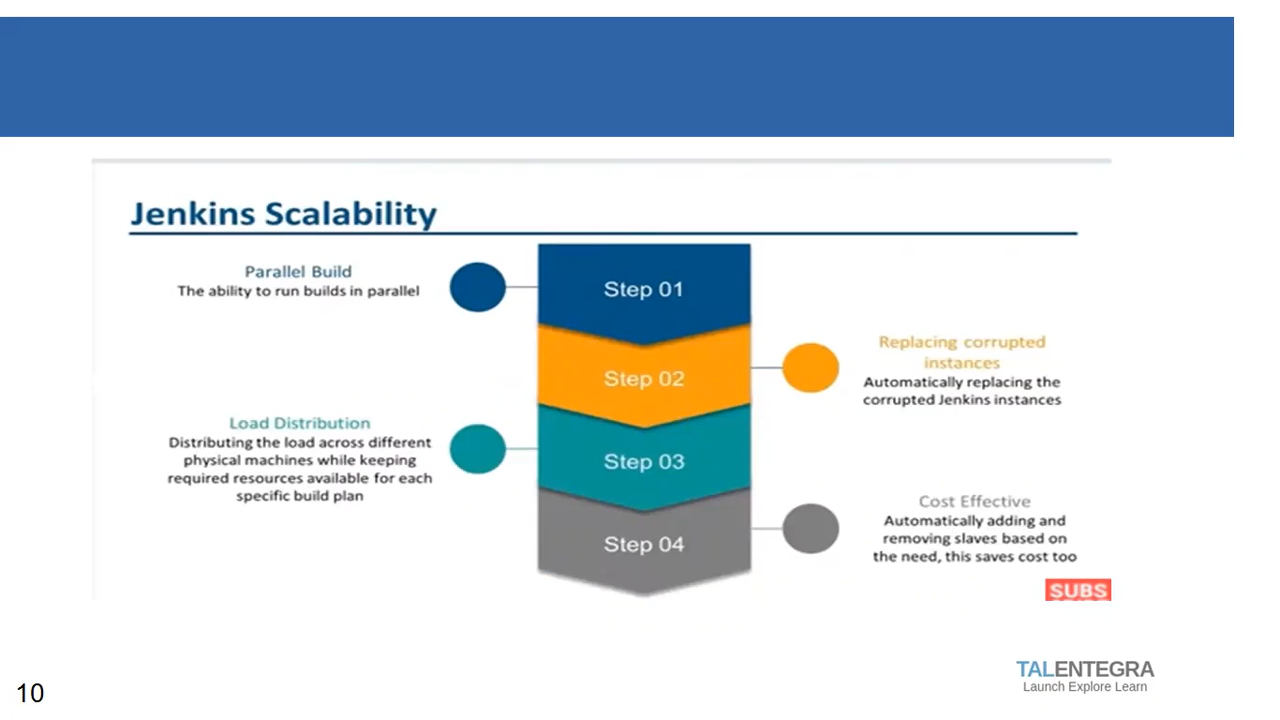 Jenkins Scalability
Parallel Build
The ability to run builds in parallel
Step 01
Replacing corrupted
instances
Automatically replacing the
corrupted Jenkins instances
Step 02
Load Distribution
Distributing the load across different
physical machines while keeping
required resources available for each
specific build plan
Step 03
Cost Effective
Automatically adding and
removing slaves based on
the need, this saves cost too
Step 04
SUBS
TALENTEGRA
Launch Explore Learn
10